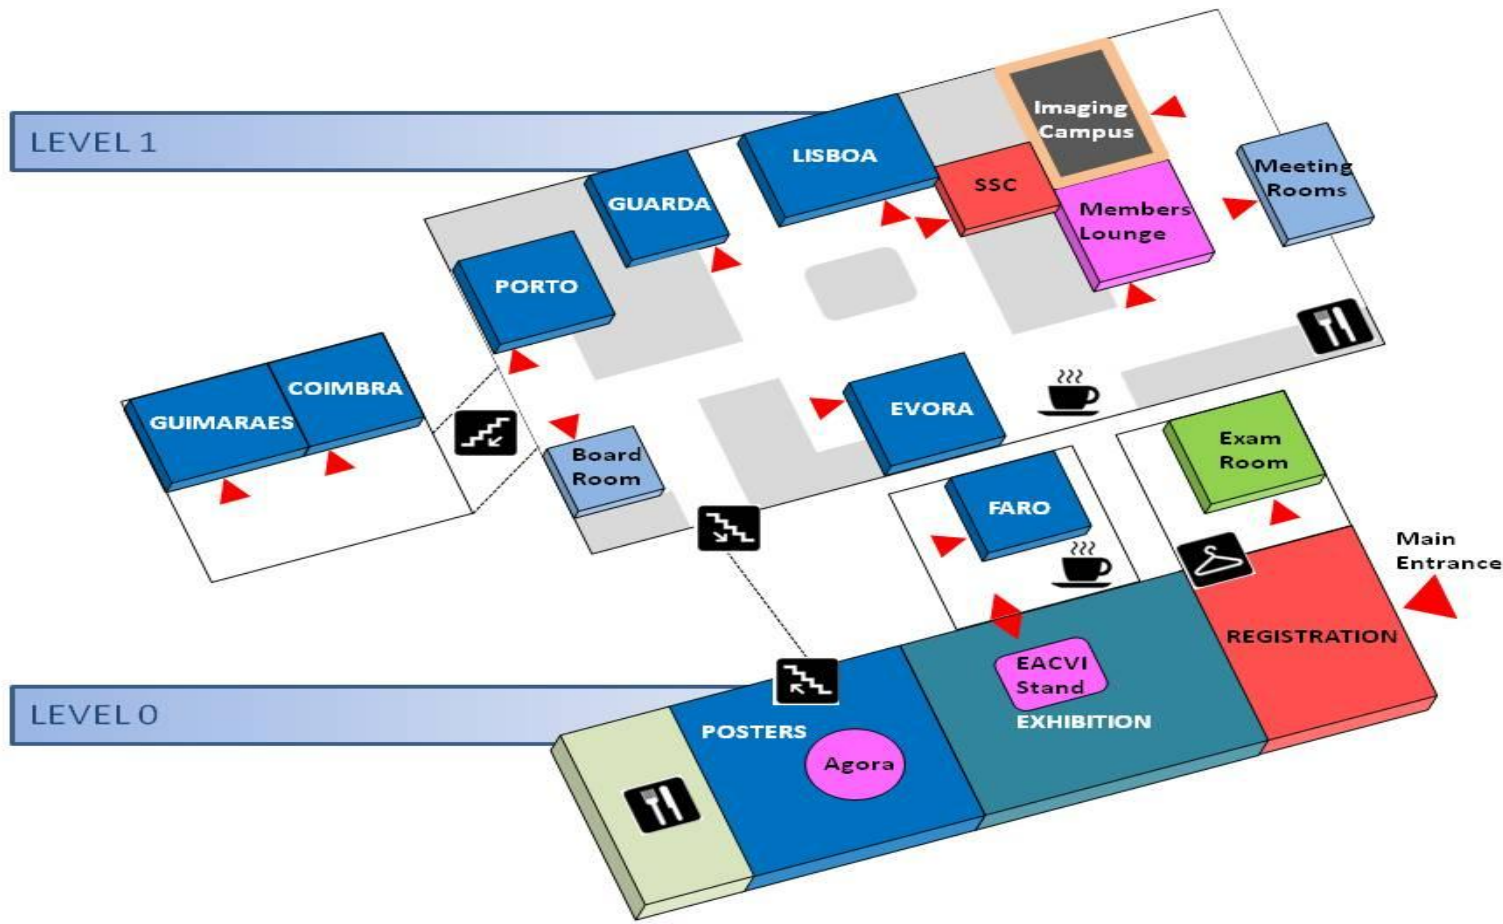 LEVEL 1
Imaging
Campus
LISBOA
SSC
Meeting
Rooms
GUARDA
Members
Lounge
PORTO
COIMBRA
GUIMARAES
EVORA
Board
Room
Exam
Room
FARO
Main
Entrance
REGISTRATION
EACVI
Stand
EXHIBITION
LEVEL 0
POSTERS
Agora